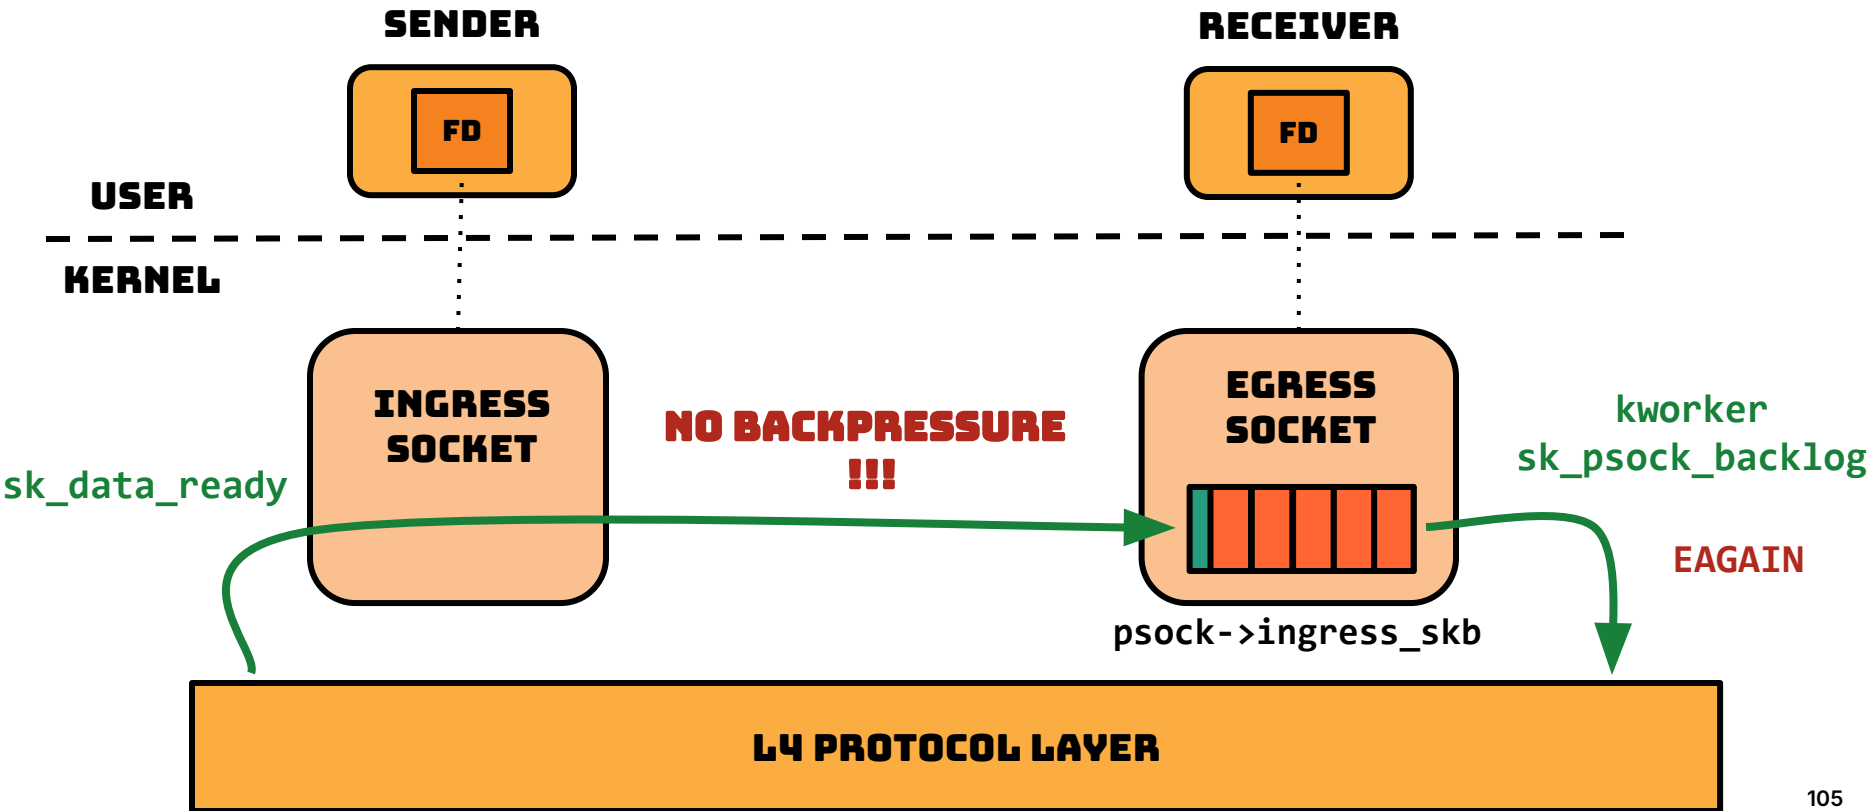 SENDER
RECEIVER
FD
FD
USER
KERNEL
INGRESS
SOCKET
NO BACKPRESSURE
!!!
EGRESS
SOCKET
kworker
sk_psock_backlog
sk_data_ready
EAGAIN
psock->ingress_skb
L4 PROTOCOL LAYER
105